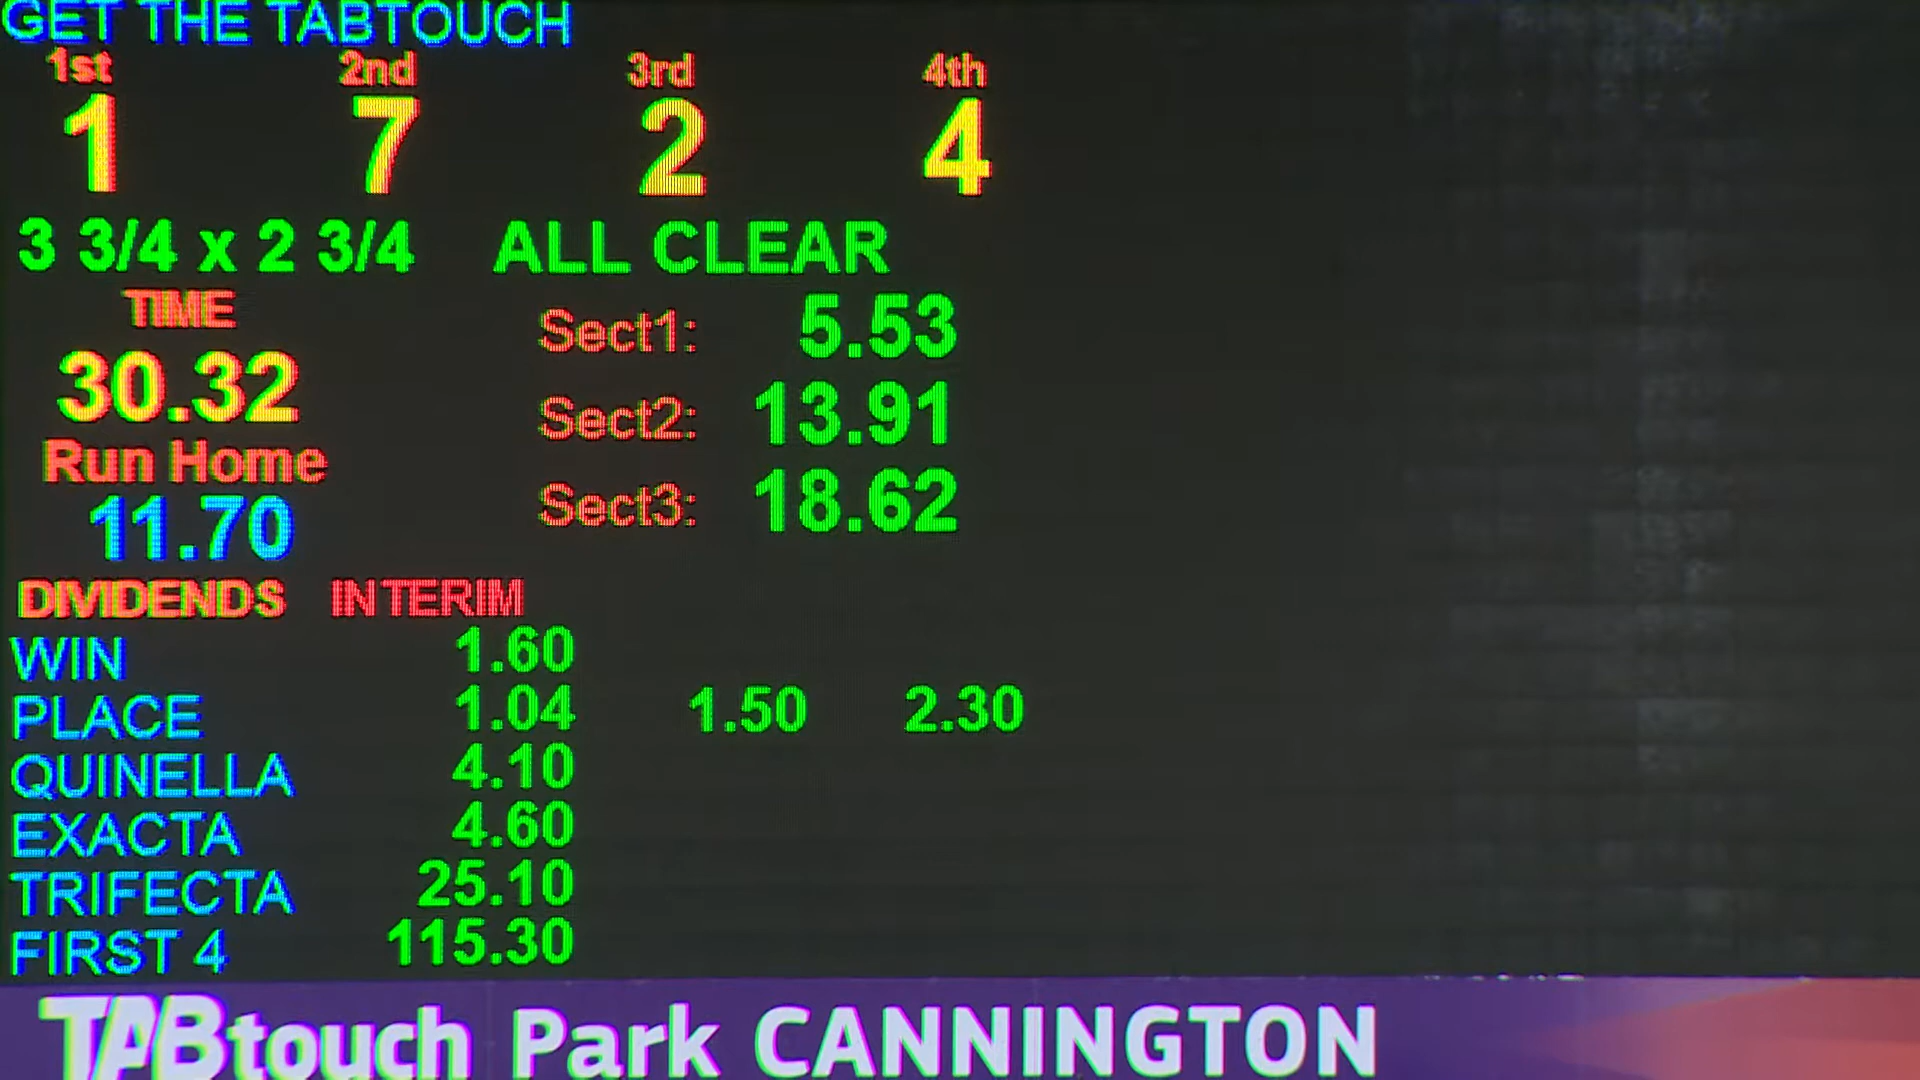 GET THE TABTOUCH
1st 2nd 3rd 4th
1 7 2 4
3 3/4 x 2 3/4 ALL CLEAR
TIME
Sect1: 5.53
30.32
Sect2: 13.91
Run Home
Sect3: 18.62
11.70
DIVIDENDS INTERIM
WIN 1.60
PLACE 1.04 1.50 2.30
QUINELLA 4.10
EXACTA 4.60
TRIFECTA 25.10
FIRST 4 115.30
TABtouch Park CANNINGTON